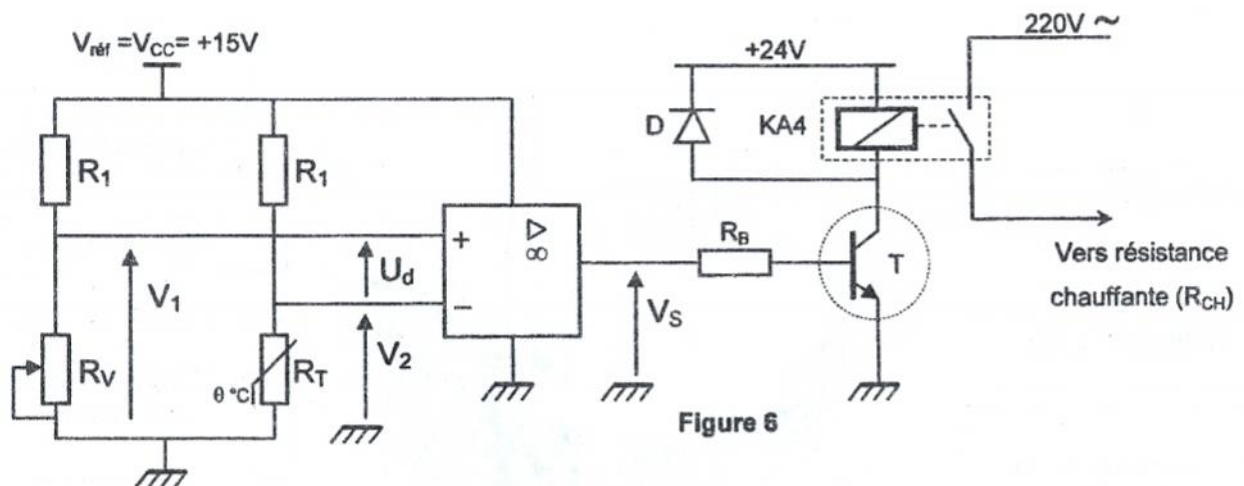 Vréf =VCC= +15V
220V ~
+24V
D
KA4
R1
R1
+
∞
RB
T
Ud
V1
−
VS
Vers résistance
chauffante (RCH)
V2
RV
RT
θ °C
Figure 6